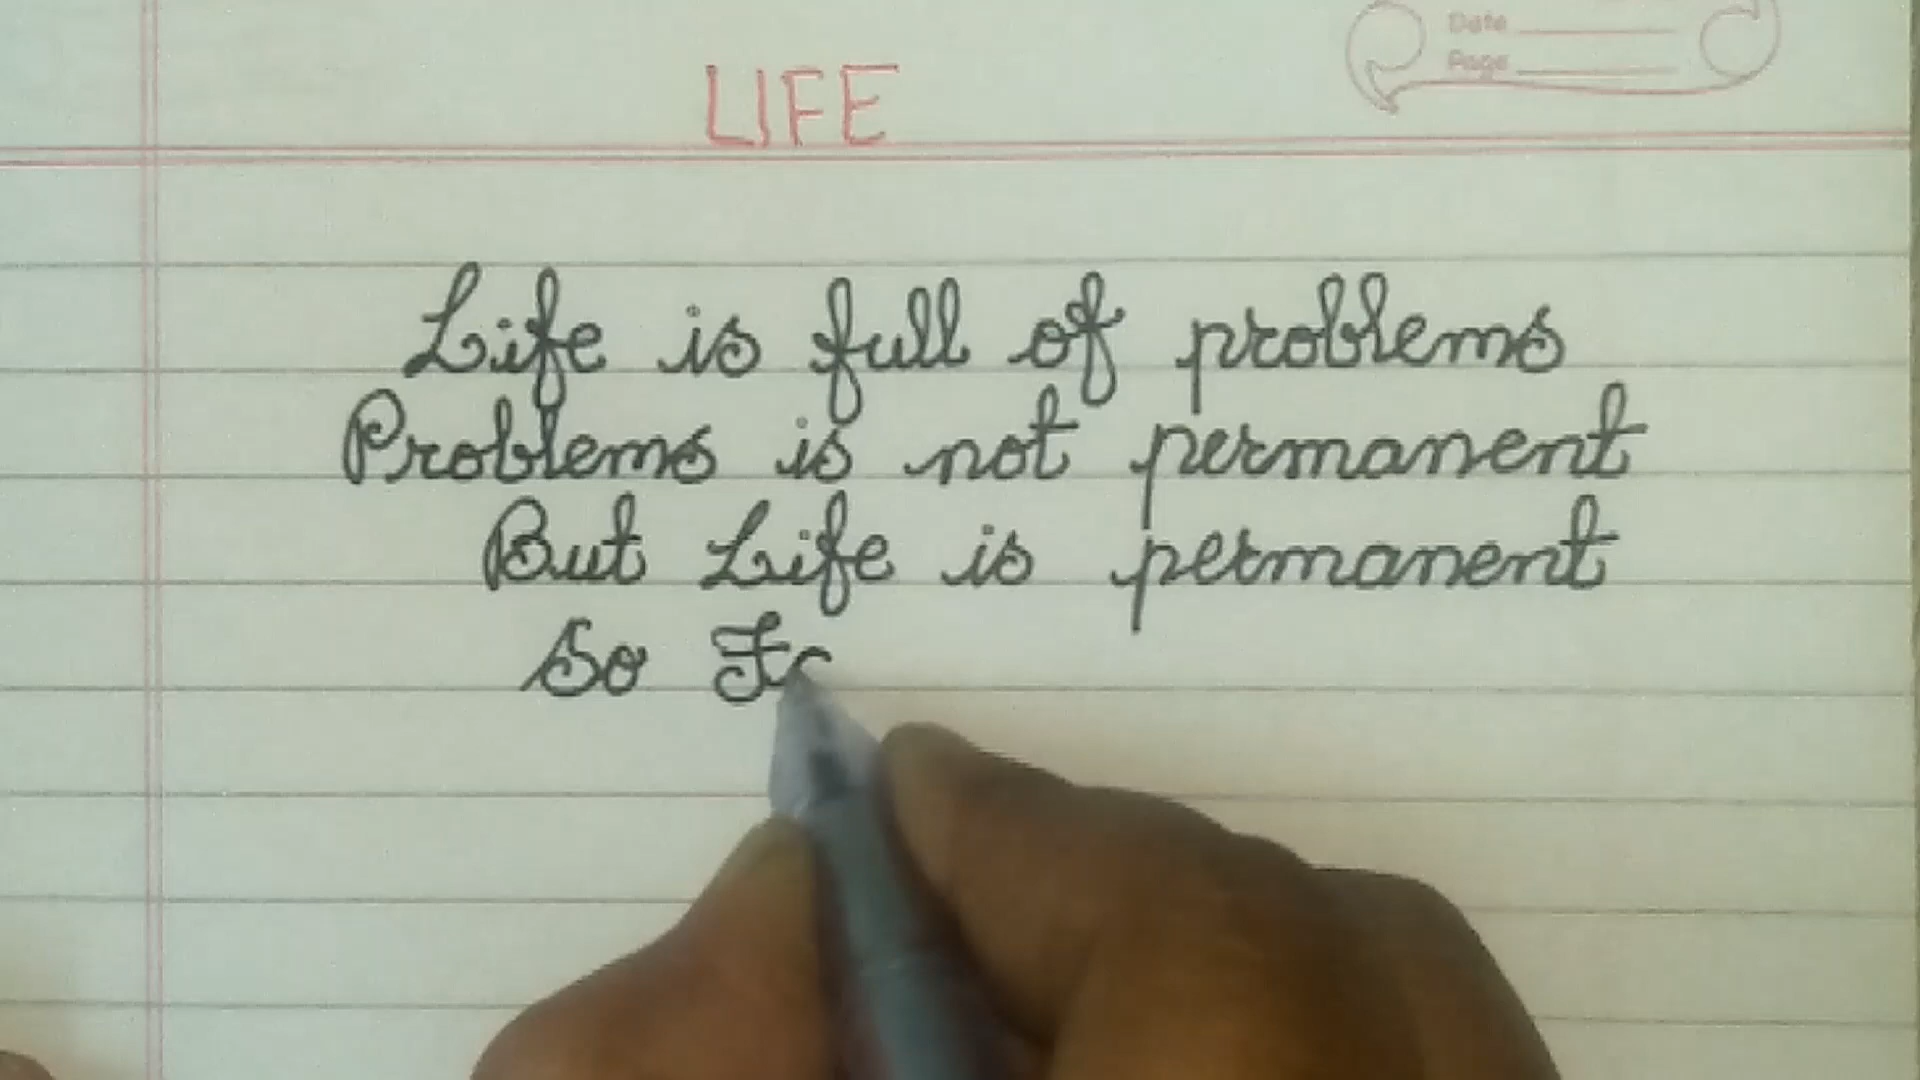 Date
Page
LIFE
Life is full of problems
Problems is not permanent
But Life is permanent
So